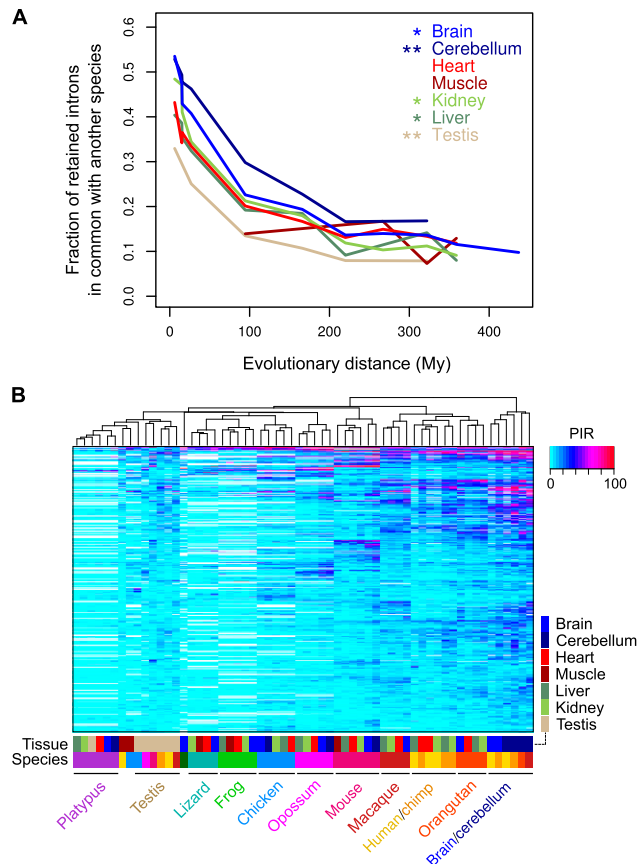 A
Fraction of retained introns
in common with another species
0.6
0.5
0.4
0.3
0.2
0.1
0.0
* Brain
** Cerebellum
Heart
Muscle
* Kidney
* Liver
** Testis
0 100 200 300 400
Evolutionary distance (My)
B
PIR
0 100
Brain
Cerebellum
Heart
Muscle
Liver
Kidney
Testis
Tissue
Species
Platypus
Testis
Lizard
Frog
Chicken
Opossum
Mouse
Macaque
Human/chimp
Orangutan
Brain/cerebellum